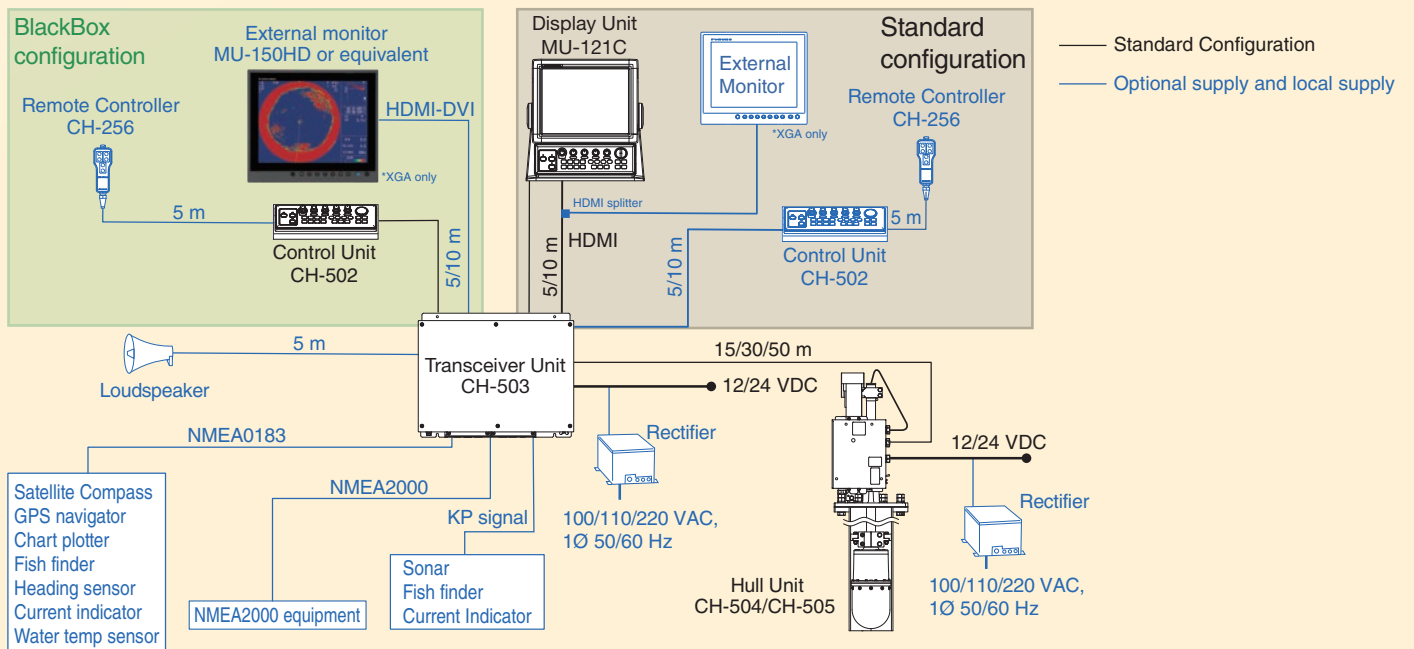 BlackBox
configuration
External monitor
MU-150HD or equivalent
Remote Controller
CH-256
HDMI-DVI
*XGA only
5 m
Control Unit
CH-502
5/10 m
Display Unit
MU-121C
Standard
configuration
External
Monitor
*XGA only
Remote Controller
CH-256
HDMI splitter
HDMI
5/10 m
5/10 m
5 m
Control Unit
CH-502
Standard Configuration
Optional supply and local supply
Loudspeaker
5 m
Transceiver Unit
CH-503
15/30/50 m
12/24 VDC
Rectifier
100/110/220 VAC,
1Ø 50/60 Hz
12/24 VDC
Rectifier
100/110/220 VAC,
1Ø 50/60 Hz
Hull Unit
CH-504/CH-505
NMEA0183
Satellite Compass
GPS navigator
Chart plotter
Fish finder
Heading sensor
Current indicator
Water temp sensor
NMEA2000
NMEA2000 equipment
KP signal
Sonar
Fish finder
Current Indicator